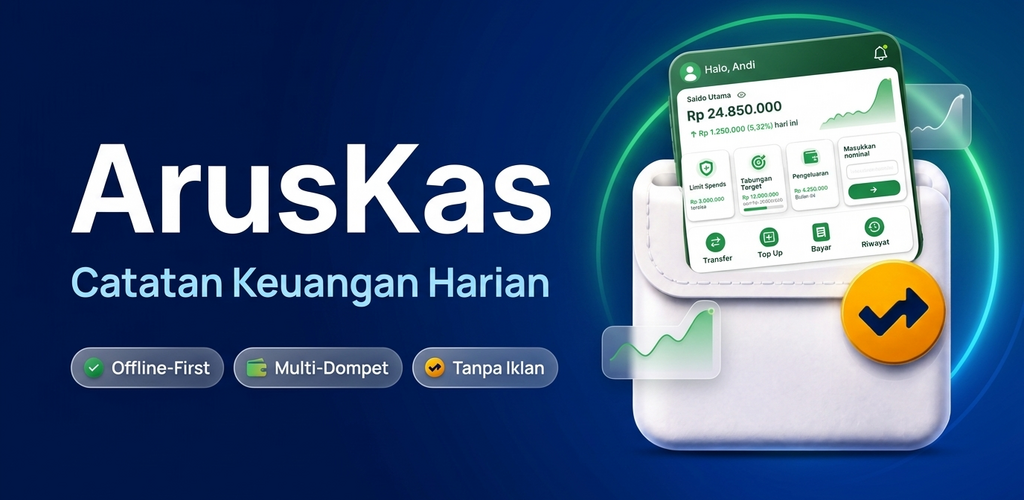 ArusKas
Catatan Keuangan Harian
Offline-First
Multi-Dompet
Tanpa Iklan
Halo, Andi
Saldo Utama
Rp 24.850.000
Rp 1.250.000 (5,32%) hari ini
Limit Spends
Rp 3.000.000
tersisa
Tabungan
Target
Rp 12.000.000
Pengeluaran
Rp 4.250.000
Masukkan
nominal
Transfer
Top Up
Bayar
Riwayat